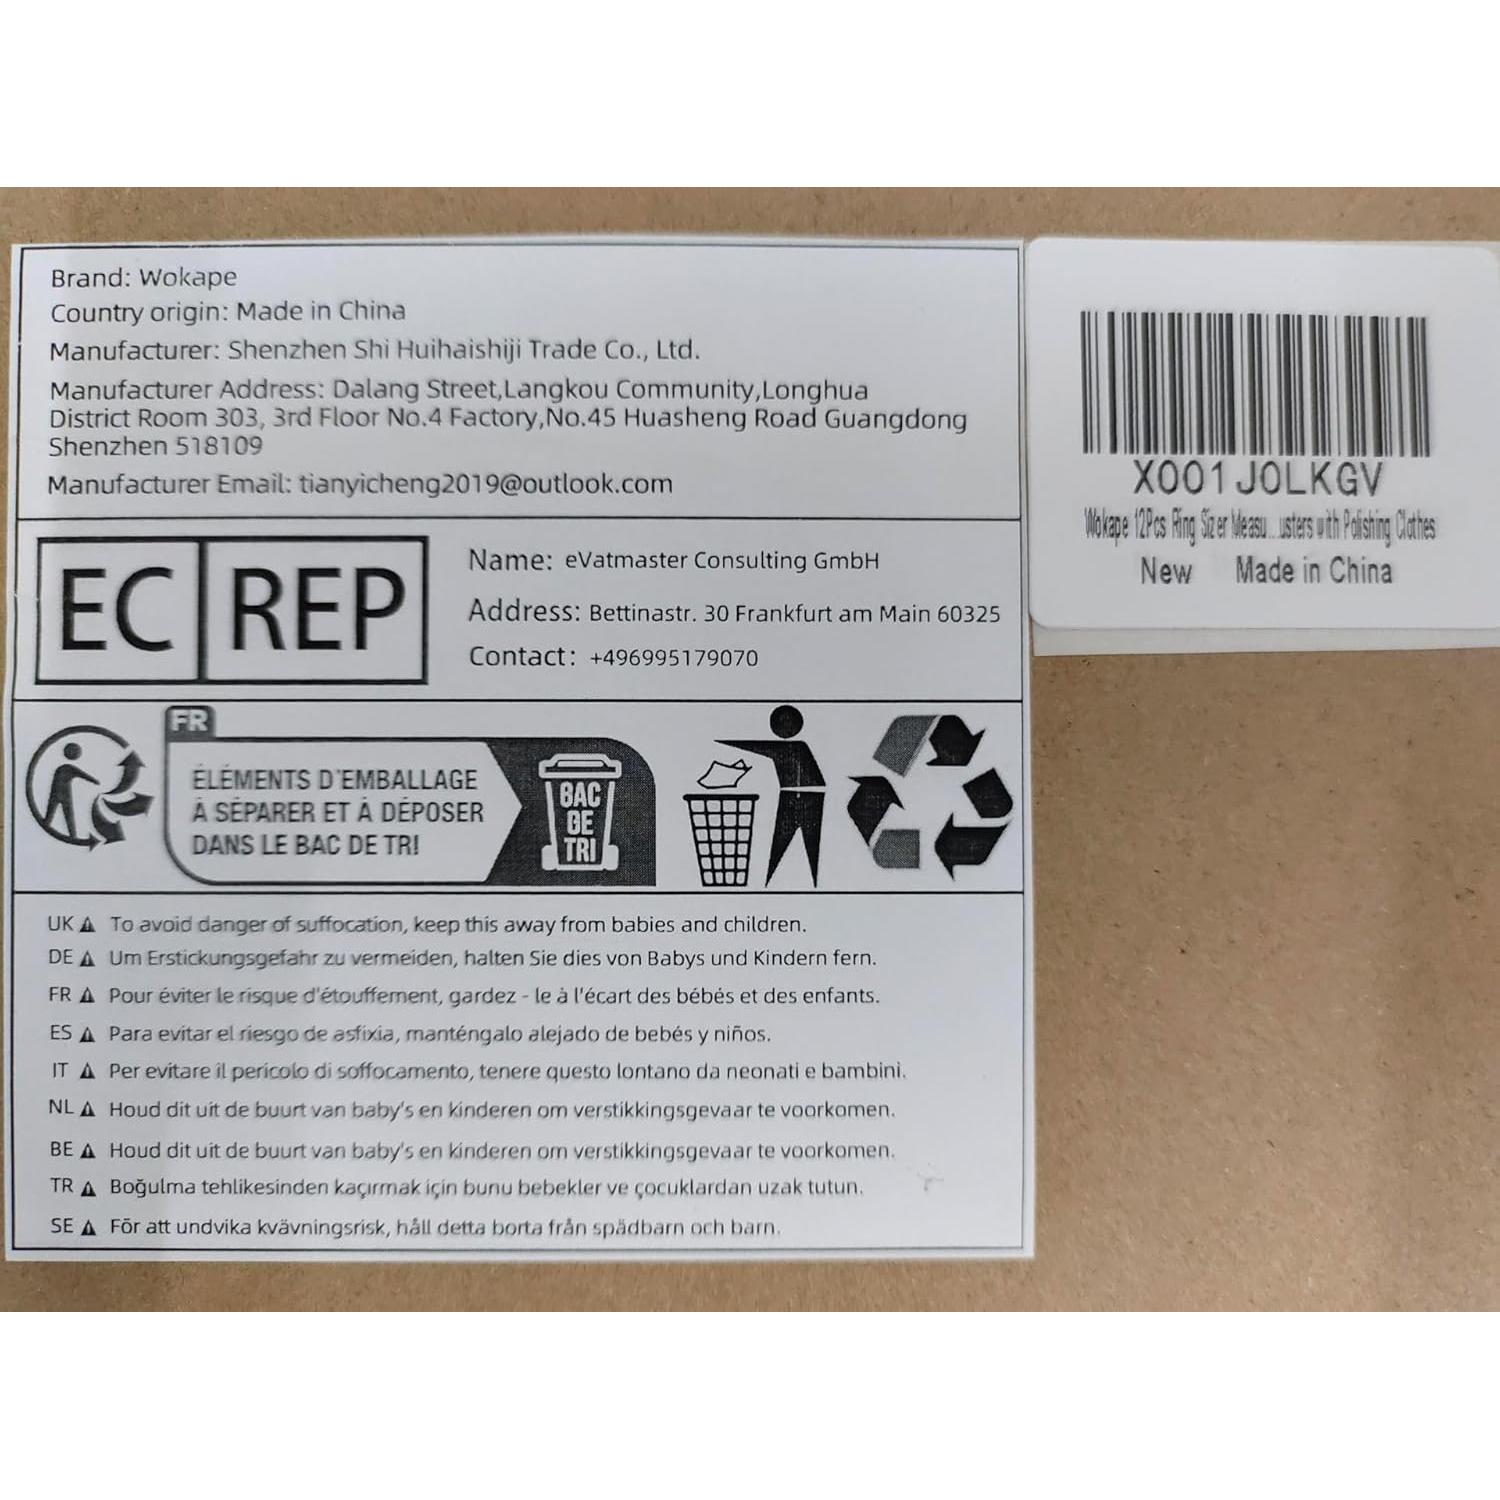 Brand: Wokape
Country origin: Made in China
Manufacturer: Shenzhen Shi Huihaishiji Trade Co., Ltd.
Manufacturer Address: Dalang Street,Langkou Community,Longhua
District Room 303, 3rd Floor No.4 Factory,No.45 Huasheng Road Guangdong
Shenzhen 518109
Manufacturer Email: tianyicheng2019@outlook.com
EC REP
Name: eVatmaster Consulting GmbH
Address: Bettinastr. 30 Frankfurt am Main 60325
Contact: +496995179070
FR
ÉLÉMENTS D'EMBALLAGE
À SÉPARER ET À DÉPOSER
DANS LE BAC DE TRI
BAC
DE
TRI
UK To avoid danger of suffocation, keep this away from babies and children.
DE Um Erstickungsgefahr zu vermeiden, halten Sie dies von Babys und Kindern fern.
FR Pour éviter le risque d'étouffement, gardez - le à l'écart des bébés et des enfants.
ES Para evitar el riesgo de asfixia, manténgalo alejado de bebés y niños.
IT Per evitare il pericolo di soffocamento, tenere questo lontano da neonati e bambini.
NL Houd dit uit de buurt van baby's en kinderen om verstikkingsgevaar te voorkomen.
BE Houd dit uit de buurt van baby's en kinderen om verstikkingsgevaar te voorkomen.
TR Boğulma tehlikesinden kaçırmak için bunu bebekler ve çocuklardan uzak tutun.
SE För att undvika kvävningsrisk, håll detta borta från spädbarn och barn.
X001J0LKGV
Wokape 12Pcs Ring Sizer Measu...usters with Polishing Clothes
New Made in China